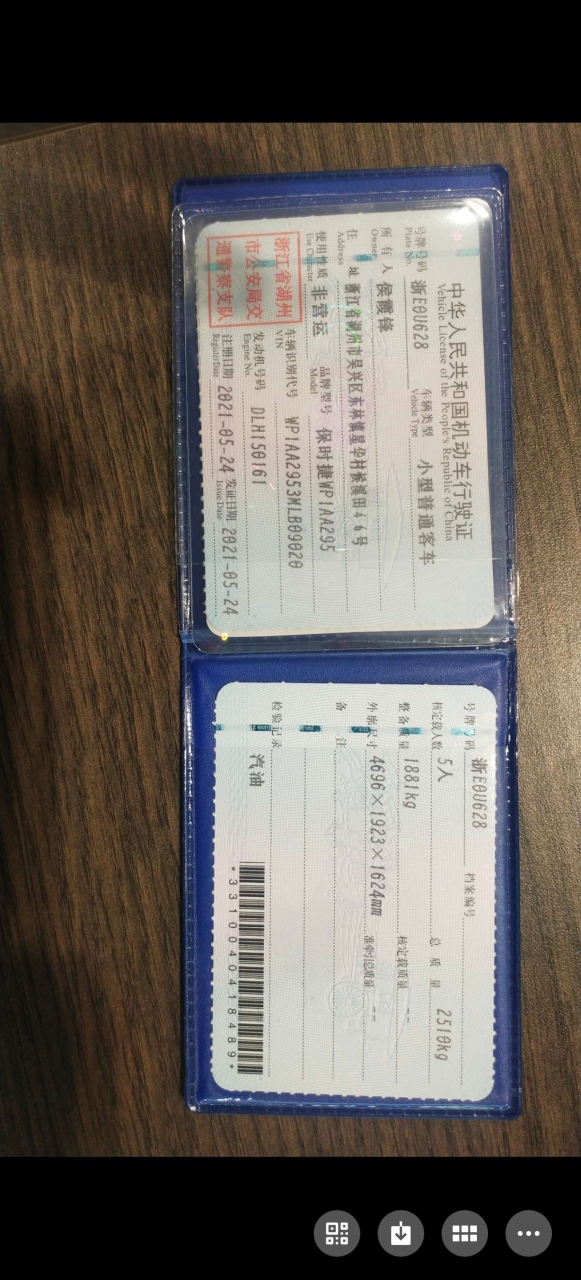 中华人民共和国机动车行驶证
Vehicle License of the People's Republic of China
号牌号码 浙E0U628 车辆类型 小型普通客车
Plate No. Vehicle Type
所有人 侯霞锋
Owner
住址 浙江省湖州市吴兴区东林镇星华村候溪田46号
Address
使用性质 非营运 品牌型号 保时捷WP1AA295
Use Character Model
浙江省湖州
市公安局交
通警察支队
车辆识别代号 WP1AA2953MLB09020
VIN
发动机号码 DLH150161
Engine No.
注册日期 2021-05-24 发证日期 2021-05-24
Register Date Issue Date
号牌号码 浙E0U628 档案编号
核定载人数 5人 总质量 2510kg
整备质量 1881kg 核定载质量 --
外廓尺寸 4696×1923×1624mm 准牵引总质量 --
备注
检验记录
汽油
*3310040418489*